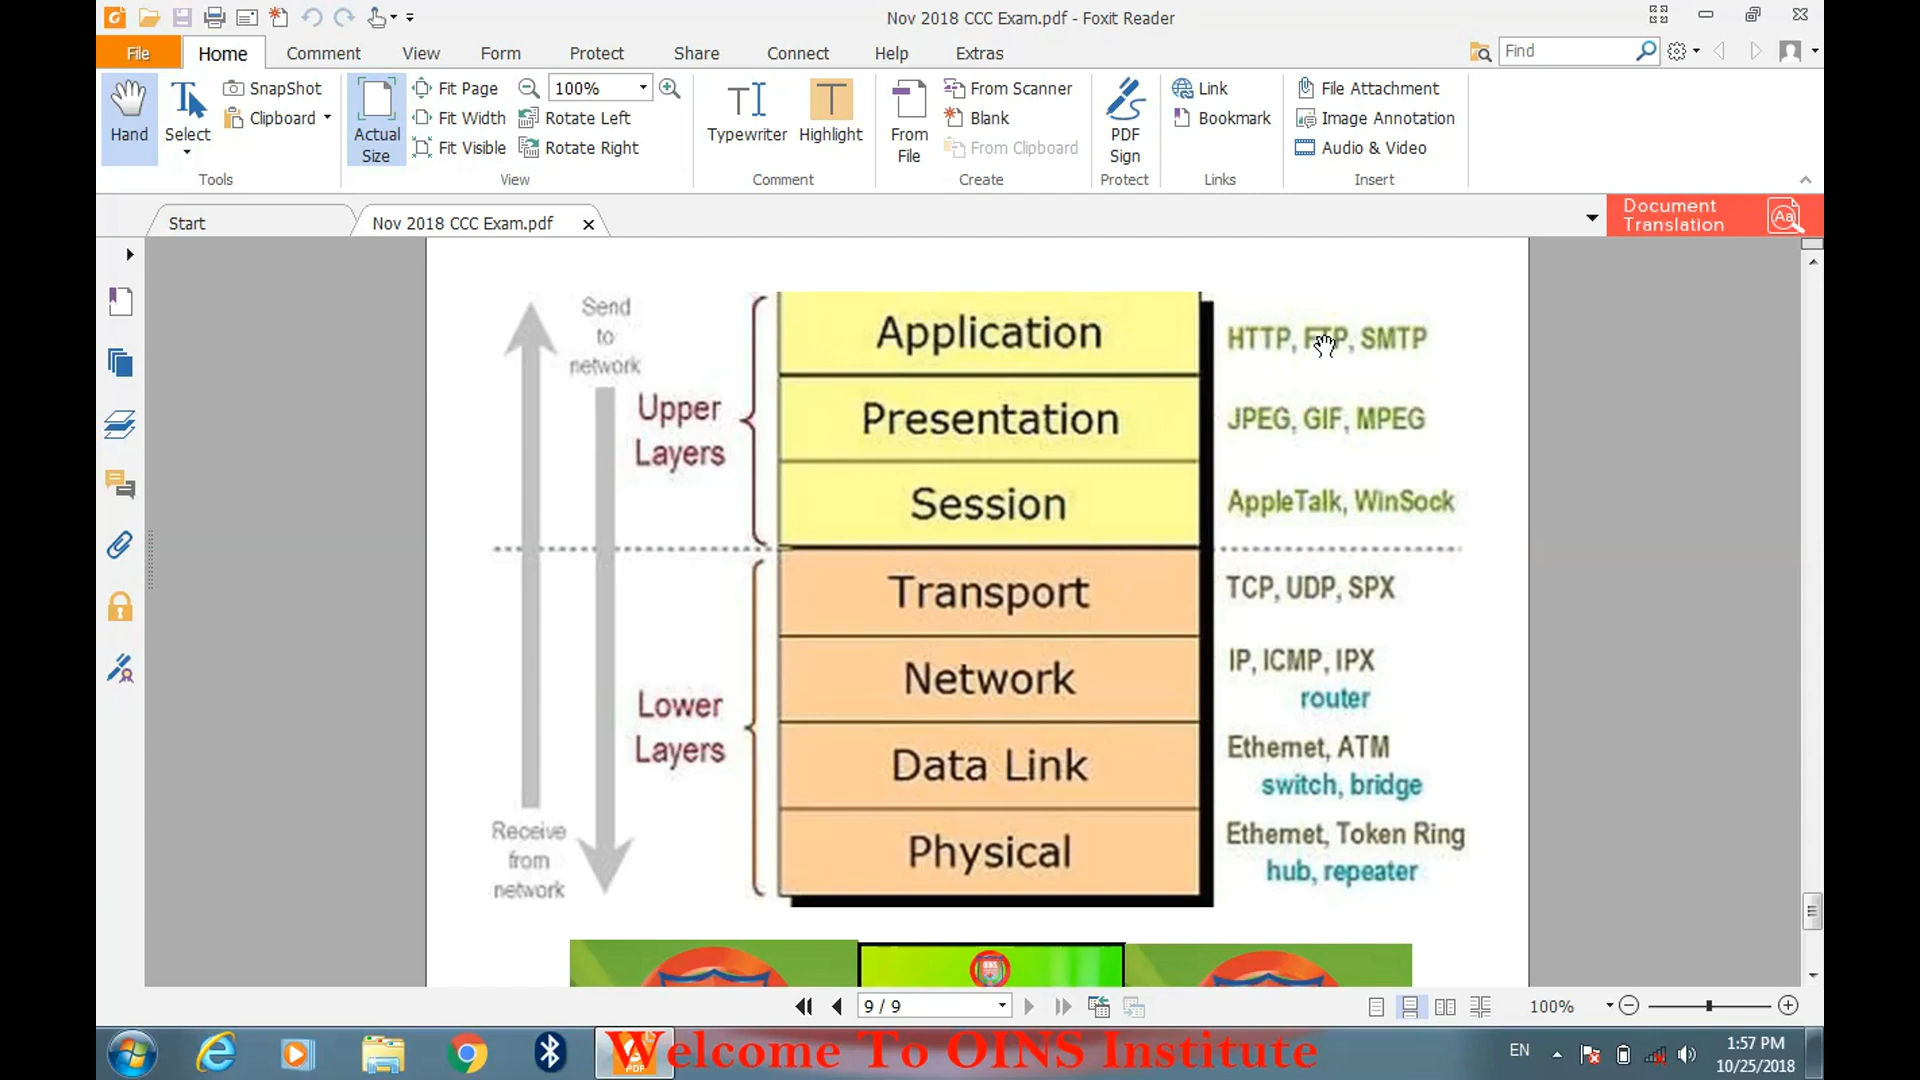 Nov 2018 CCC Exam.pdf - Foxit Reader
File Home Comment View Form Protect Share Connect Help Extras
Find
Hand
Select
SnapShot
Clipboard
Tools
Actual Size
Fit Page
Fit Width
Fit Visible
100%
Rotate Left
Rotate Right
View
Typewriter
Highlight
Comment
From File
From Scanner
Blank
From Clipboard
Create
PDF Sign
Protect
Link
Bookmark
Links
File Attachment
Image Annotation
Audio & Video
Insert
Start
Nov 2018 CCC Exam.pdf
Document
Translation
Send
to
network
Receive
from
network
Upper
Layers
Lower
Layers
Application
HTTP, FTP, SMTP
Presentation
JPEG, GIF, MPEG
Session
AppleTalk, WinSock
Transport
TCP, UDP, SPX
Network
IP, ICMP, IPX
router
Data Link
Ethernet, ATM
switch, bridge
Physical
Ethernet, Token Ring
hub, repeater
OINS
9 / 9
100%
Welcome To OINS Institute
EN
1:57 PM
10/25/2018